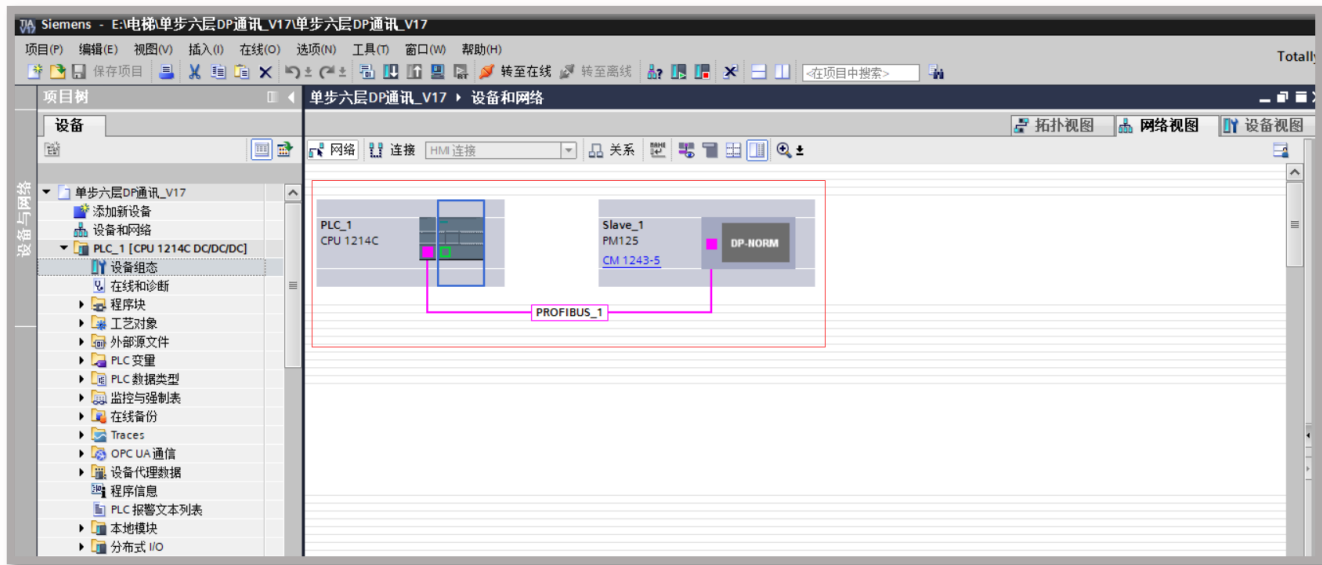 Siemens - E:\电梯\单步六层DP通讯_V17\单步六层DP通讯_V17
项目(P) 编辑(E) 视图(V) 插入(I) 在线(O) 选项(N) 工具(T) 窗口(W) 帮助(H)
Totally
保存项目 转至在线 转至离线 <在项目中搜索>
项目树
单步六层DP通讯_V17 ▸ 设备和网络
设备
拓扑视图 网络视图 设备视图
网络 连接 HMI 连接 关系
设备与网络
单步六层DP通讯_V17
添加新设备
设备和网络
PLC_1 [CPU 1214C DC/DC/DC]
设备组态
在线和诊断
程序块
工艺对象
外部源文件
PLC 变量
PLC 数据类型
监控与强制表
在线备份
Traces
OPC UA 通信
设备代理数据
程序信息
PLC 报警文本列表
本地模块
分布式 I/O
PLC_1
CPU 1214C
Slave_1
PM125
CM 1243-5
DP-NORM
PROFIBUS_1